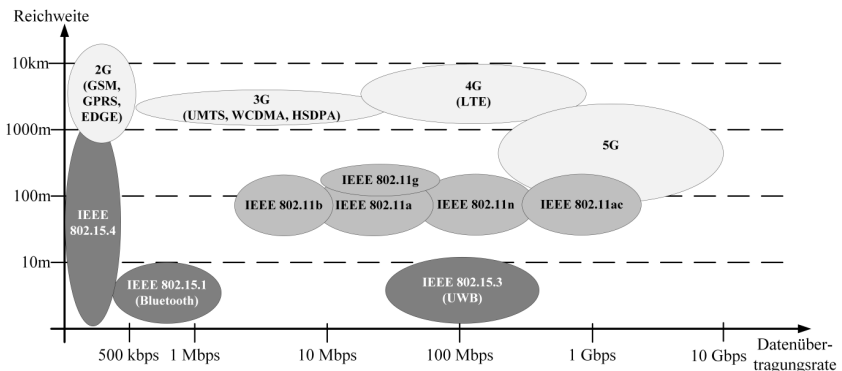 Reichweite
10km
2G
(GSM,
GPRS,
EDGE)
3G
(UMTS, WCDMA, HSDPA)
4G
(LTE)
1000m
5G
IEEE 802.11g
100m
IEEE
802.15.4
IEEE 802.11b
IEEE 802.11a
IEEE 802.11n
IEEE 802.11ac
10m
IEEE 802.15.1
(Bluetooth)
IEEE 802.15.3
(UWB)
500 kbps
1 Mbps
10 Mbps
100 Mbps
1 Gbps
10 Gbps
Datenüber-
tragungsrate